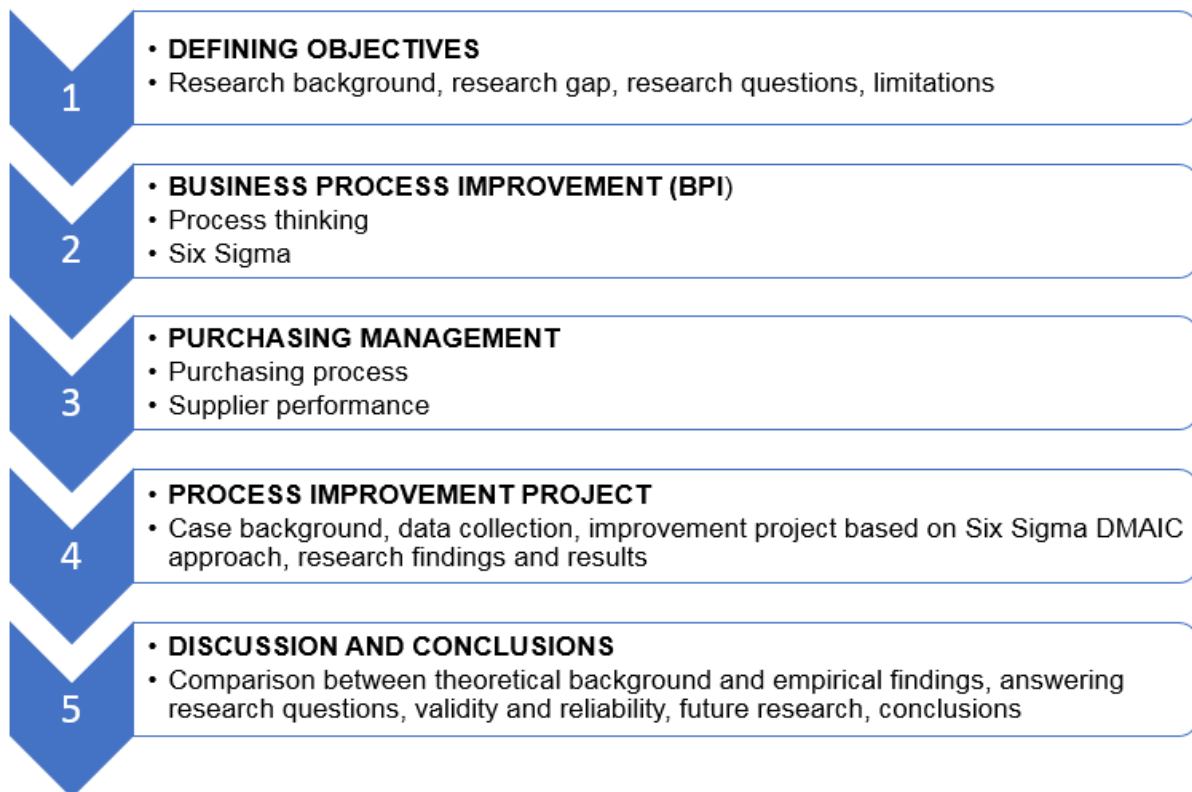 1
• DEFINING OBJECTIVES
• Research background, research gap, research questions, limitations
2
• BUSINESS PROCESS IMPROVEMENT (BPI)
• Process thinking
• Six Sigma
3
• PURCHASING MANAGEMENT
• Purchasing process
• Supplier performance
4
• PROCESS IMPROVEMENT PROJECT
• Case background, data collection, improvement project based on Six Sigma DMAIC
approach, research findings and results
5
• DISCUSSION AND CONCLUSIONS
• Comparison between theoretical background and empirical findings, answering
research questions, validity and reliability, future research, conclusions